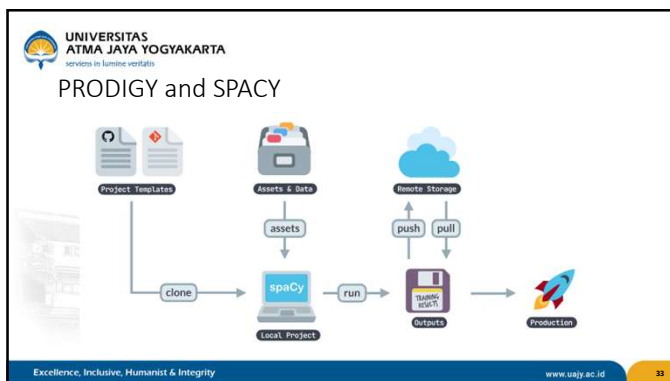 UNIVERSITAS
ATMA JAYA YOGYAKARTA
serviens in lumine veritatis
PRODIGY and SPACY
Project Templates
Assets & Data
Remote Storage
assets
push
pull
clone
spaCy
run
TRAINING
RESULTS
Local Project
Outputs
Production
Excellence, Inclusive, Humanist & Integrity
www.uajy.ac.id
33